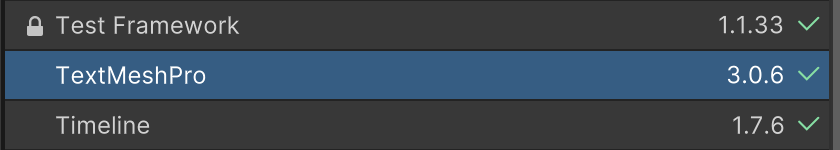 Test Framework 1.1.33
TextMeshPro 3.0.6
Timeline 1.7.6